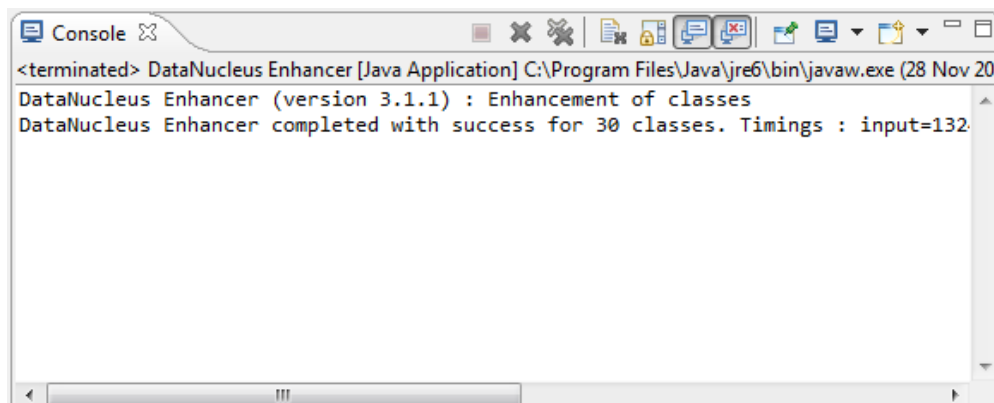 Console
<terminated> DataNucleus Enhancer [Java Application] C:\Program Files\Java\jre6\bin\javaw.exe (28 Nov 20
DataNucleus Enhancer (version 3.1.1) : Enhancement of classes
DataNucleus Enhancer completed with success for 30 classes. Timings : input=132